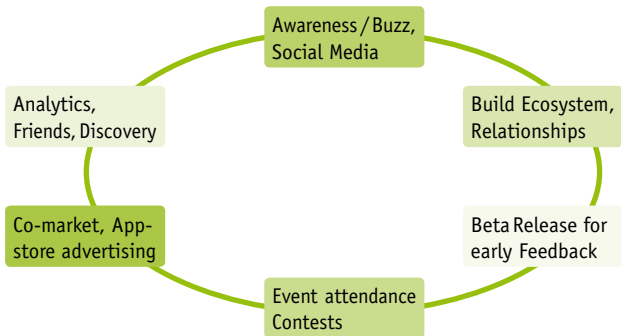 Awareness / Buzz,
Social Media
Build Ecosystem,
Relationships
Beta Release for
early Feedback
Event attendance
Contests
Co-market, App-
store advertising
Analytics,
Friends, Discovery